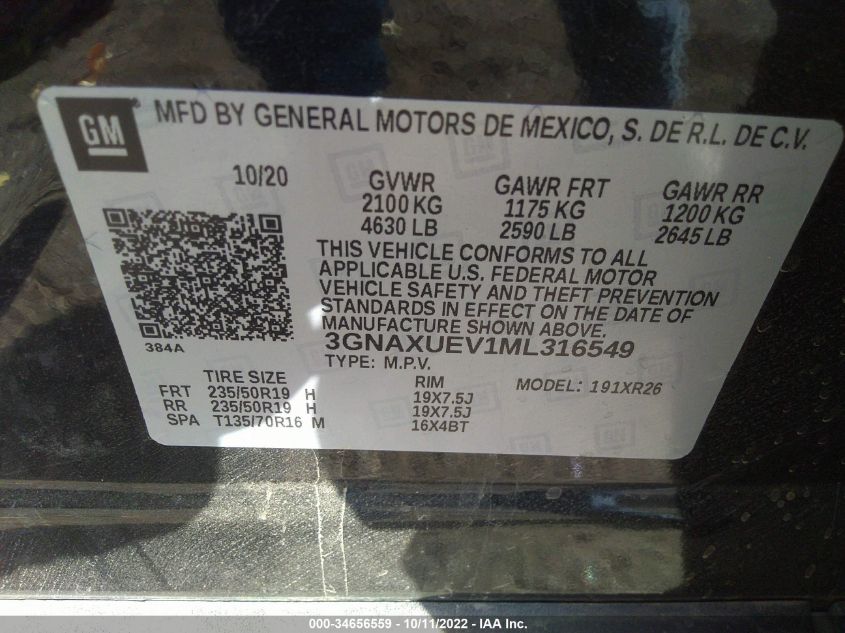 GM
MFD BY GENERAL MOTORS DE MEXICO, S. DE R.L. DE C.V.
10/20 GVWR GAWR FRT GAWR RR
2100 KG 1175 KG 1200 KG
4630 LB 2590 LB 2645 LB
THIS VEHICLE CONFORMS TO ALL
APPLICABLE U.S. FEDERAL MOTOR
VEHICLE SAFETY AND THEFT PREVENTION
STANDARDS IN EFFECT ON THE DATE OF
MANUFACTURE SHOWN ABOVE.
384A
3GNAXUEV1ML316549
TYPE: M.P.V.
TIRE SIZE RIM MODEL: 191XR26
FRT 235/50R19 H 19X7.5J
RR 235/50R19 H 19X7.5J
SPA T135/70R16 M 16X4BT
000-34656559 - 10/11/2022 - IAA Inc.